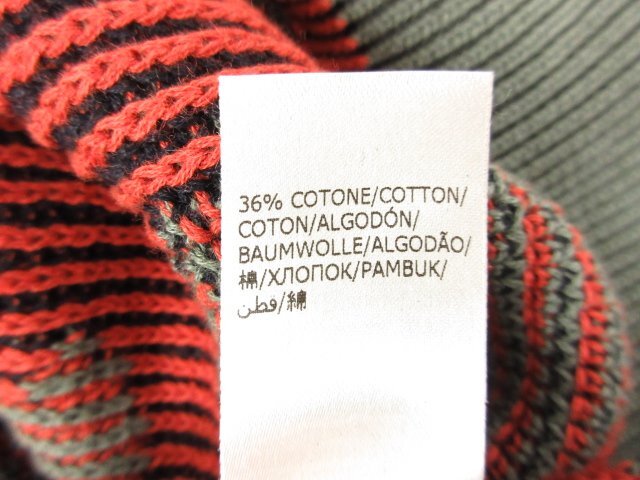 36% COTONE/COTTON/
COTON/ALGODÓN/
BAUMWOLLE/ALGODÃO/
棉/ХЛОПОК/PAMBUK/
قطن/綿